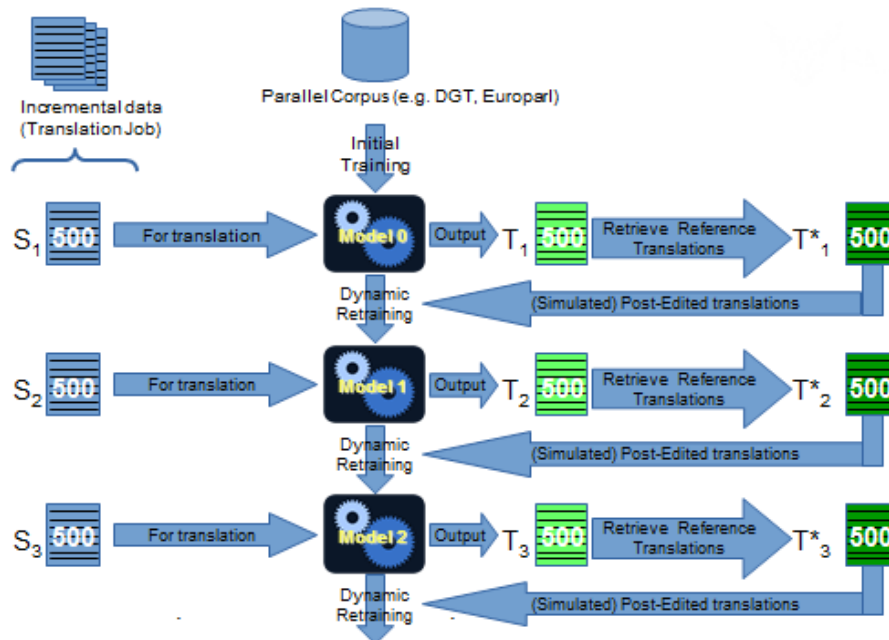 Parallel Corpus (e.g. DGT, Europarl)
Incremental data
(Translation Job)
Initial
Training
S1 500
For translation
Model 0
Output
T1 500
Retrieve Reference
Translations
T*1 500
Dynamic
Retraining
(Simulated) Post-Edited translations
S2 500
For translation
Model 1
Output
T2 500
Retrieve Reference
Translations
T*2 500
Dynamic
Retraining
(Simulated) Post-Edited translations
S3 500
For translation
Model 2
Output
T3 500
Retrieve Reference
Translations
T*3 500
Dynamic
Retraining
(Simulated) Post-Edited translations